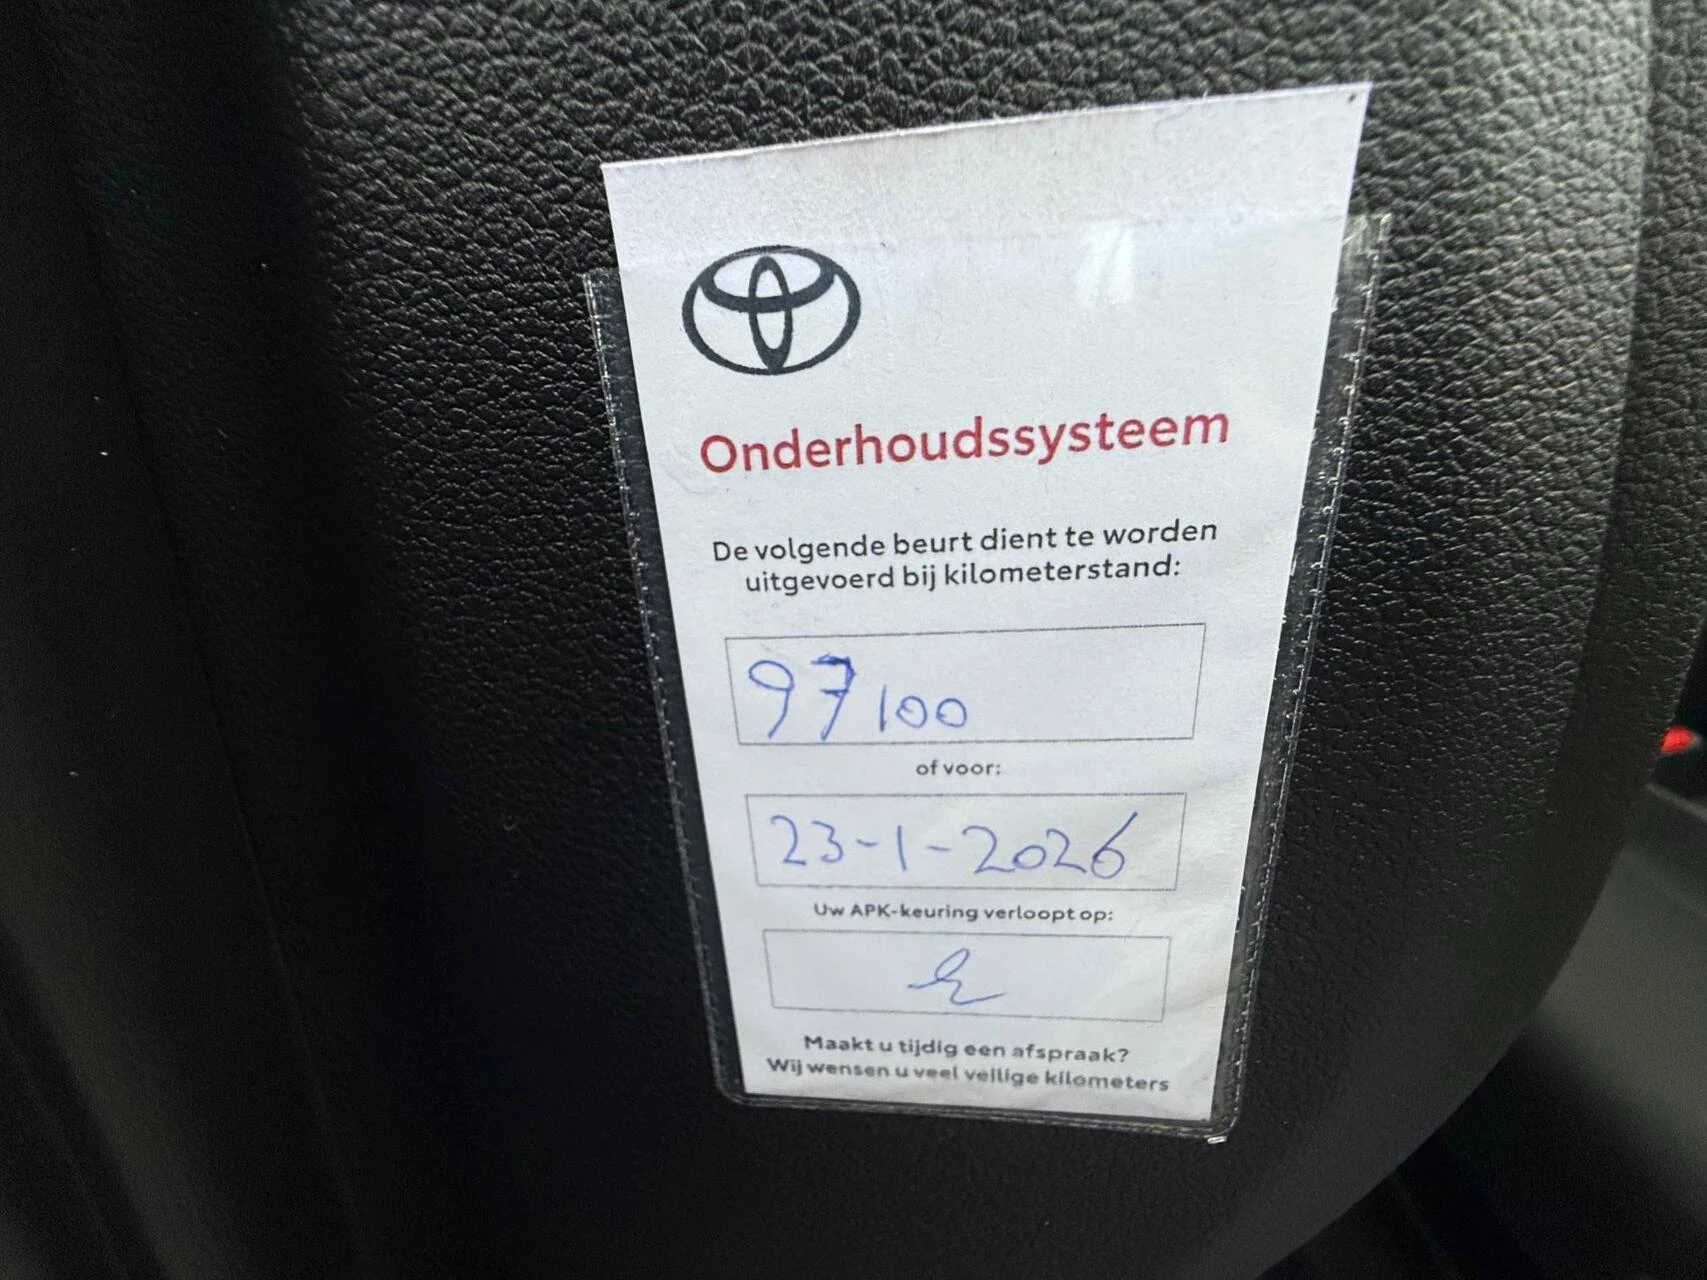 Onderhoudssysteem
De volgende beurt dient te worden
uitgevoerd bij kilometerstand:
97100
of voor:
23-1-2026
Uw APK-keuring verloopt op:
Maakt u tijdig een afspraak?
Wij wensen u veel veilige kilometers